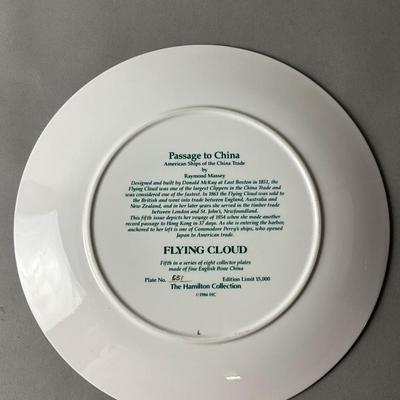 Passage to China
American Ships of the China Trade
by
Raymond Massey
Designed and built by Donald McKay at East Boston in 1851, the
Flying Cloud was one of the largest Clippers in the China Trade and
was considered one of the fastest. In 1863 the Flying Cloud was sold to
the British and went into trade between England, Australia and
New Zealand, and in her later years she served in the timber trade
between London and St. John's, Newfoundland.
This fifth issue depicts her voyage of 1854 when she made another
record passage to Hong Kong in 37 days. As she is entering the harbor,
anchored to her left is one of Commodore Perry's ships, who opened
Japan to American trade.
FLYING CLOUD
Fifth in a series of eight collector plates
made of fine English Bone China
Plate No. 681 Edition Limit 15,000
The Hamilton Collection
©1986 HC
L